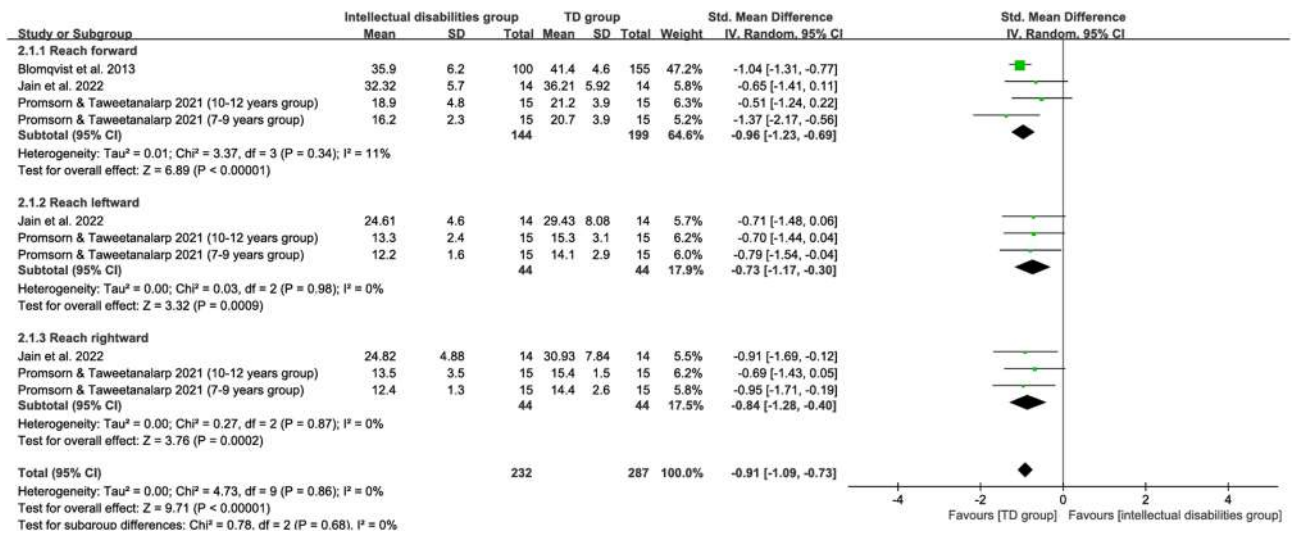 Intellectual disabilities group TD group Std. Mean Difference Std. Mean Difference
Study or Subgroup Mean SD Total Mean SD Total Weight IV. Random. 95% CI IV. Random. 95% CI
2.1.1 Reach forward
Blomqvist et al. 2013 35.9 6.2 100 41.4 4.6 155 47.2% -1.04 [-1.31, -0.77]
Jain et al. 2022 32.32 5.7 14 36.21 5.92 14 5.8% -0.65 [-1.41, 0.11]
Promsorn & Taweetanalarp 2021 (10-12 years group) 18.9 4.8 15 21.2 3.9 15 6.3% -0.51 [-1.24, 0.22]
Promsorn & Taweetanalarp 2021 (7-9 years group) 16.2 2.3 15 20.7 3.9 15 5.2% -1.37 [-2.17, -0.56]
Subtotal (95% CI) 144 199 64.6% -0.96 [-1.23, -0.69]
Heterogeneity: Tau² = 0.01; Chi² = 3.37, df = 3 (P = 0.34); I² = 11%
Test for overall effect: Z = 6.89 (P < 0.00001)
2.1.2 Reach leftward
Jain et al. 2022 24.61 4.6 14 29.43 8.08 14 5.7% -0.71 [-1.48, 0.06]
Promsorn & Taweetanalarp 2021 (10-12 years group) 13.3 2.4 15 15.3 3.1 15 6.2% -0.70 [-1.44, 0.04]
Promsorn & Taweetanalarp 2021 (7-9 years group) 12.2 1.6 15 14.1 2.9 15 6.0% -0.79 [-1.54, -0.04]
Subtotal (95% CI) 44 44 17.9% -0.73 [-1.17, -0.30]
Heterogeneity: Tau² = 0.00; Chi² = 0.03, df = 2 (P = 0.98); I² = 0%
Test for overall effect: Z = 3.32 (P = 0.0009)
2.1.3 Reach rightward
Jain et al. 2022 24.82 4.88 14 30.93 7.84 14 5.5% -0.91 [-1.69, -0.12]
Promsorn & Taweetanalarp 2021 (10-12 years group) 13.5 3.5 15 15.4 1.5 15 6.2% -0.69 [-1.43, 0.05]
Promsorn & Taweetanalarp 2021 (7-9 years group) 12.4 1.3 15 14.4 2.6 15 5.8% -0.95 [-1.71, -0.19]
Subtotal (95% CI) 44 44 17.5% -0.84 [-1.28, -0.40]
Heterogeneity: Tau² = 0.00; Chi² = 0.27, df = 2 (P = 0.87); I² = 0%
Test for overall effect: Z = 3.76 (P = 0.0002)
Total (95% CI) 232 287 100.0% -0.91 [-1.09, -0.73]
Heterogeneity: Tau² = 0.00; Chi² = 4.73, df = 9 (P = 0.86); I² = 0%
Test for overall effect: Z = 9.71 (P < 0.00001)
Test for subgroup differences: Chi² = 0.78. df = 2 (P = 0.68). I² = 0%
-4 -2 0 2 4
Favours [TD group] Favours [intellectual disabilities group]